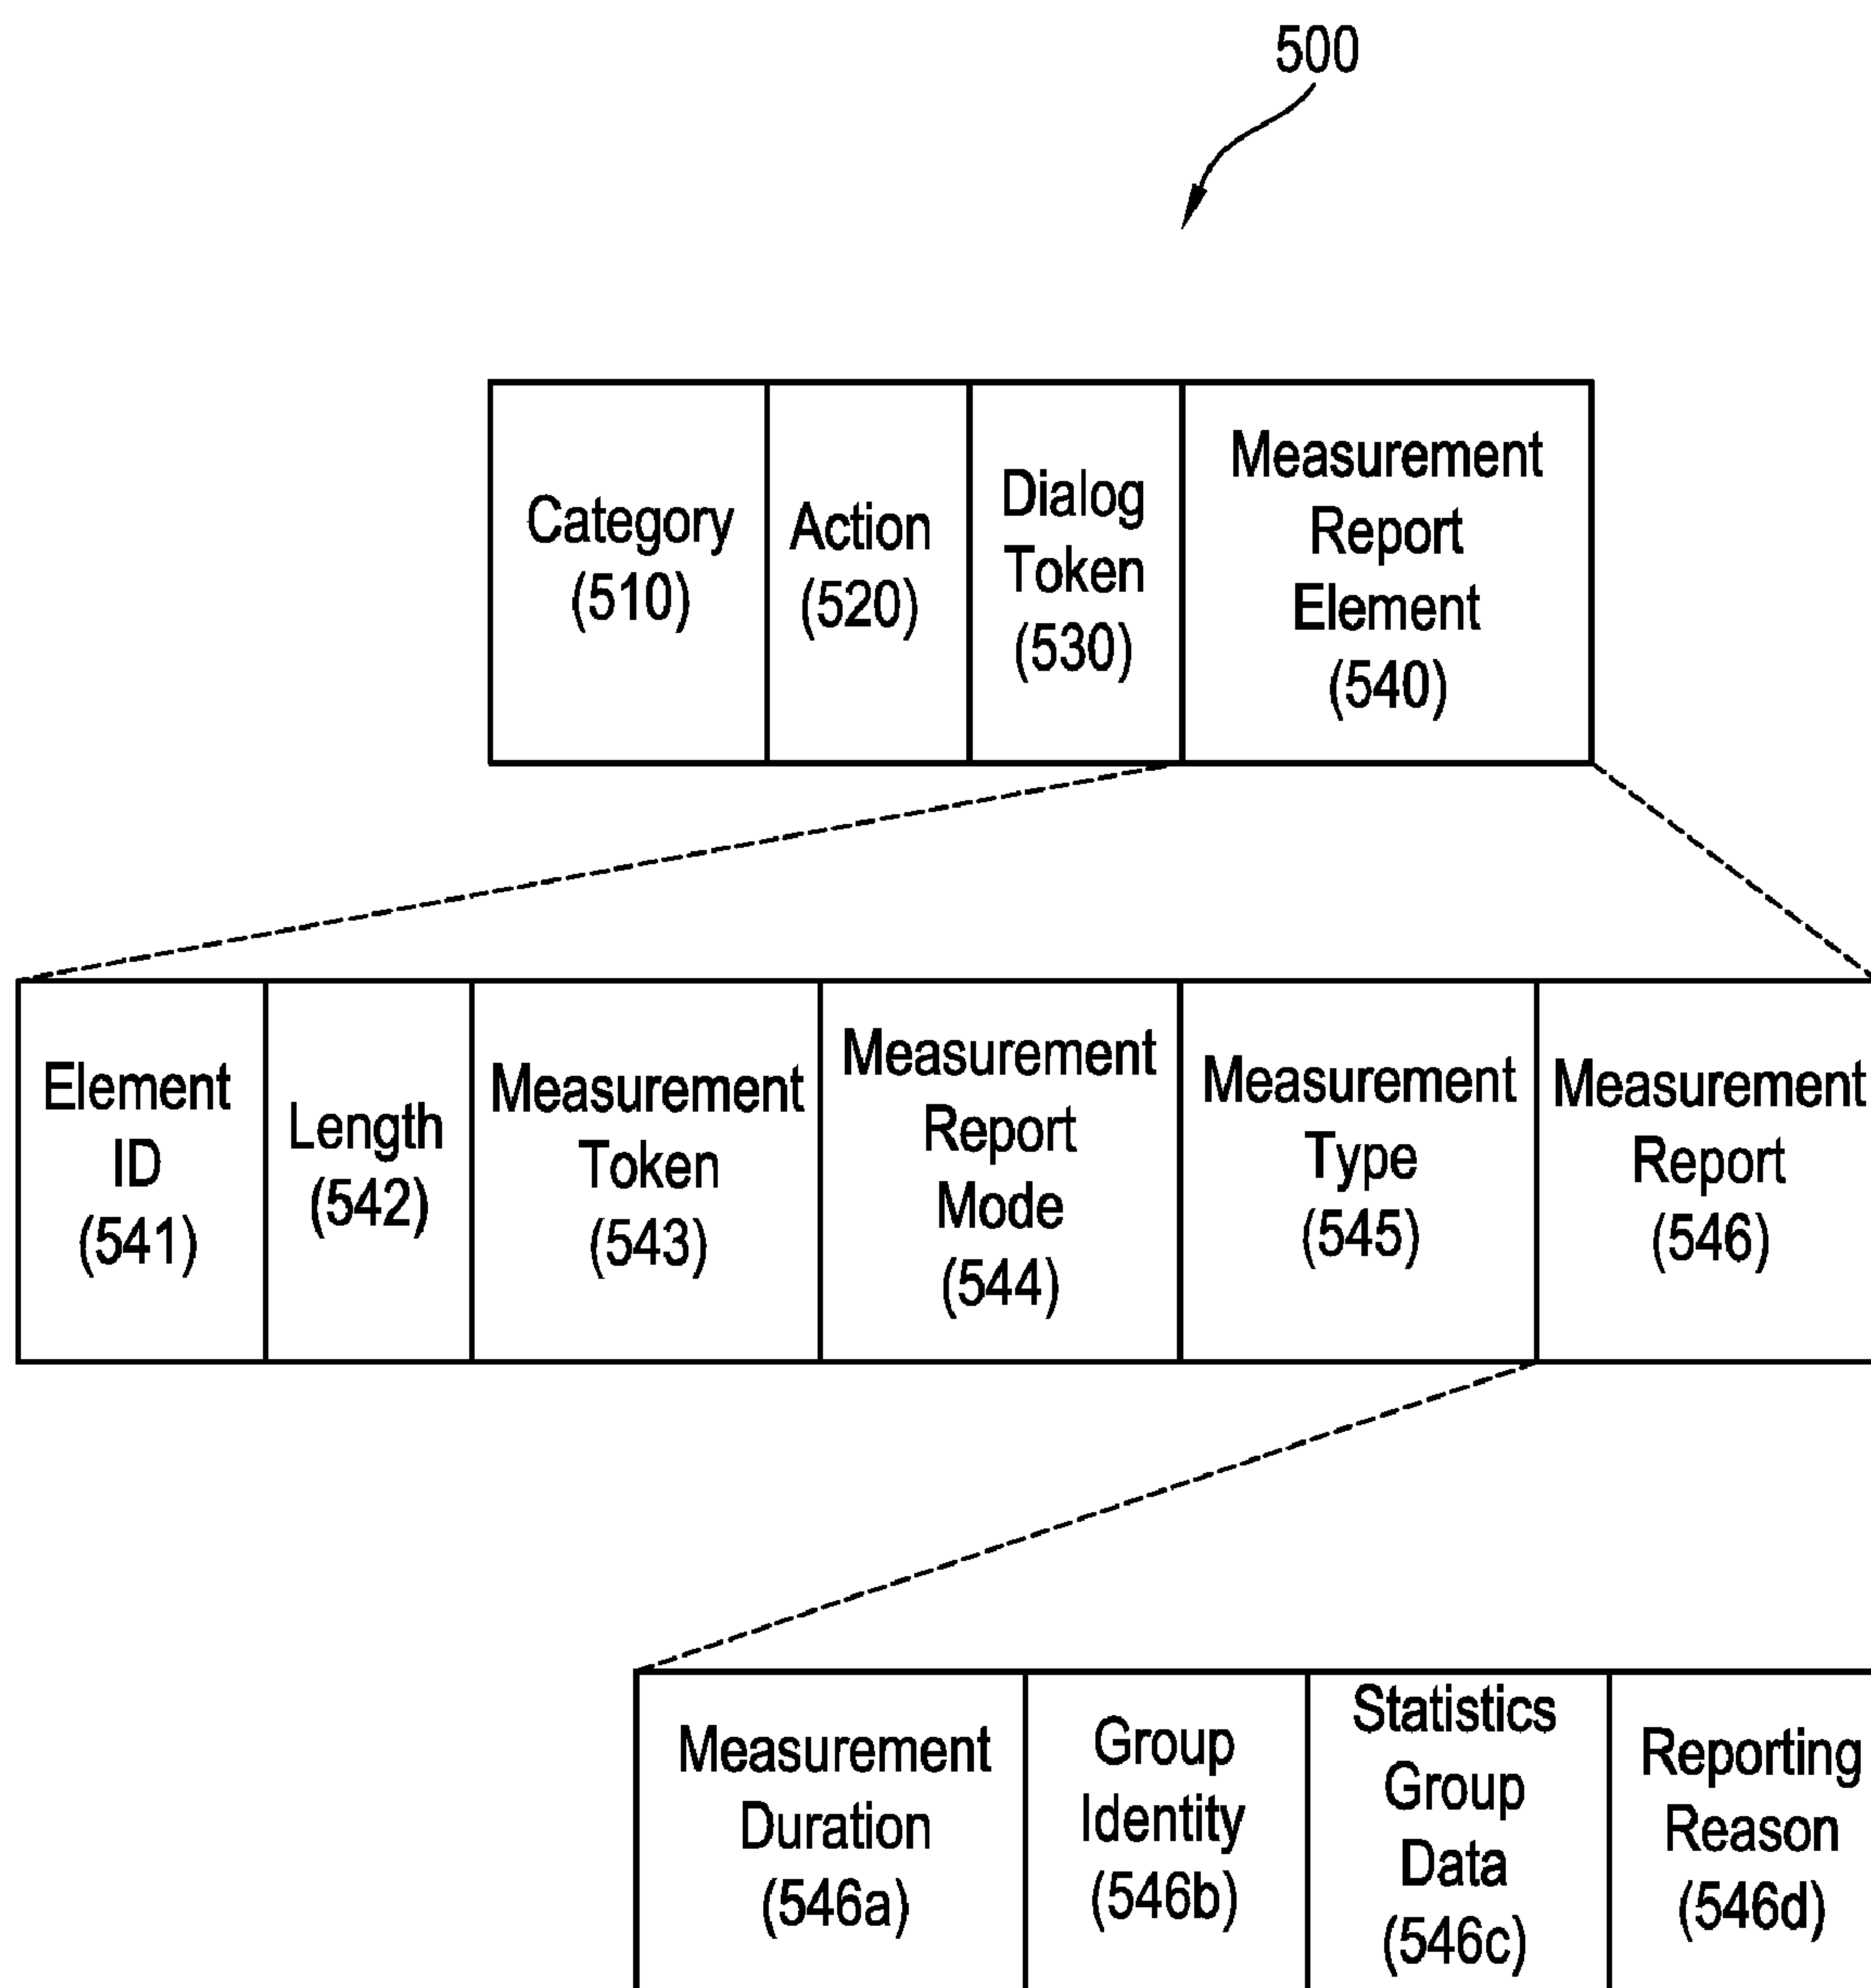 500
Category
(510)
Action
(520)
Dialog
Token
(530)
Measurement
Report
Element
(540)
Element
ID
(541)
Length
(542)
Measurement
Token
(543)
Measurement
Report
Mode
(544)
Measurement
Type
(545)
Measurement
Report
(546)
Measurement
Duration
(546a)
Group
Identity
(546b)
Statistics
Group
Data
(546c)
Reporting
Reason
(546d)